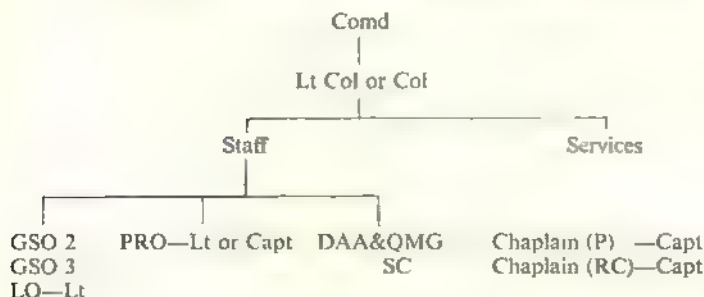 Comd
Lt Col or Col
Staff Services
GSO 2 PRO—Lt or Capt DAA&QMG Chaplain (P) —Capt
GSO 3 SC Chaplain (RC)—Capt
LO—Lt